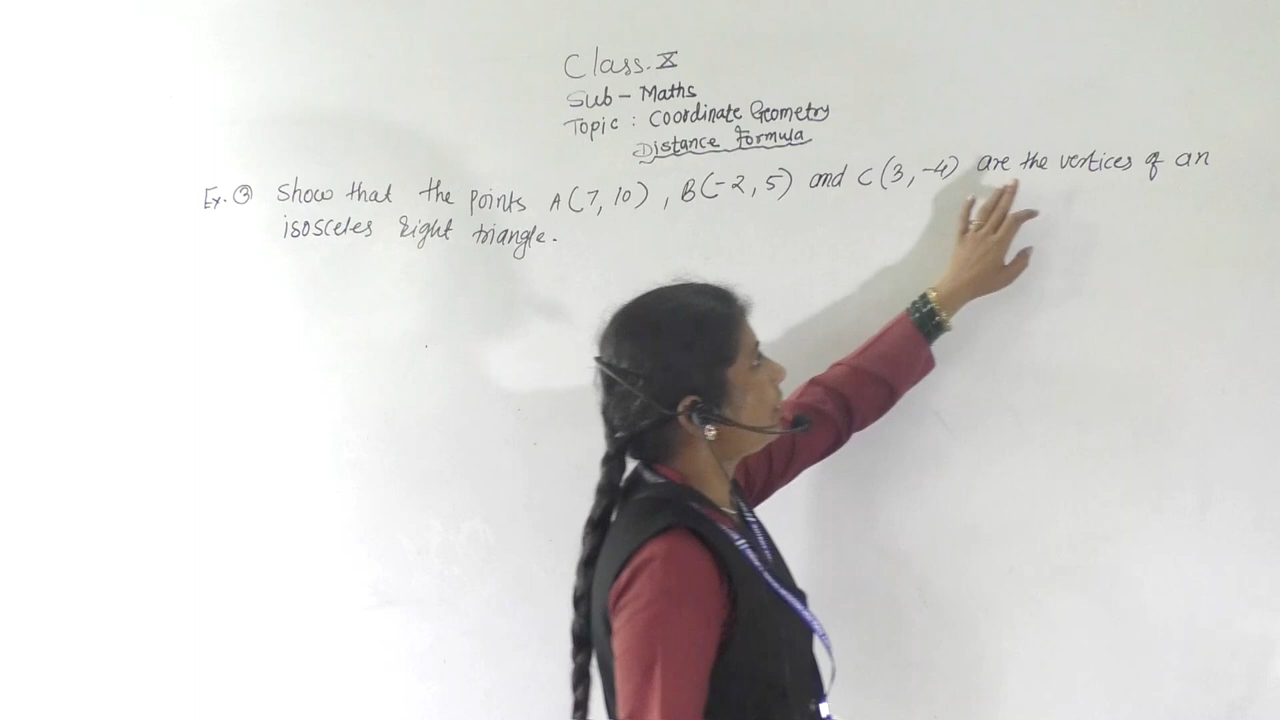 Class. X
Sub - Maths
Topic : Coordinate Geometry
Distance Formula
Ex. ③ Show that the points A(7, 10), B(-2, 5) and C(3, -4) are the vertices of an
isosceles right triangle.